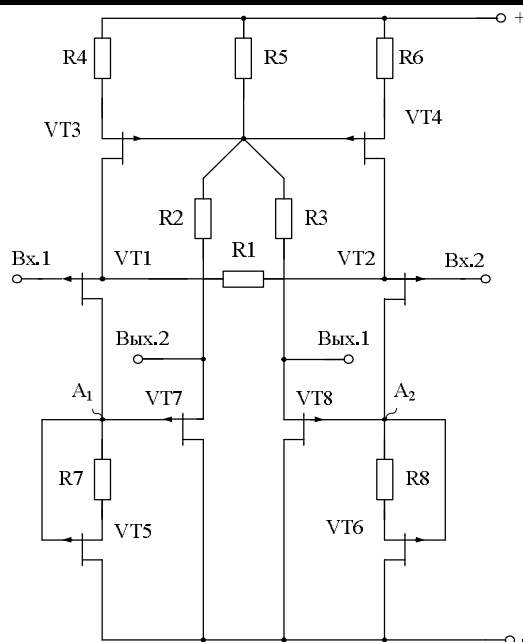 +
R4
R5
R6
VT3
VT4
R2
R3
R1
Вх.1
VT1
VT2
Вх.2
Вых.2
Вых.1
A1
VT7
VT8
A2
R7
R8
VT5
VT6
-